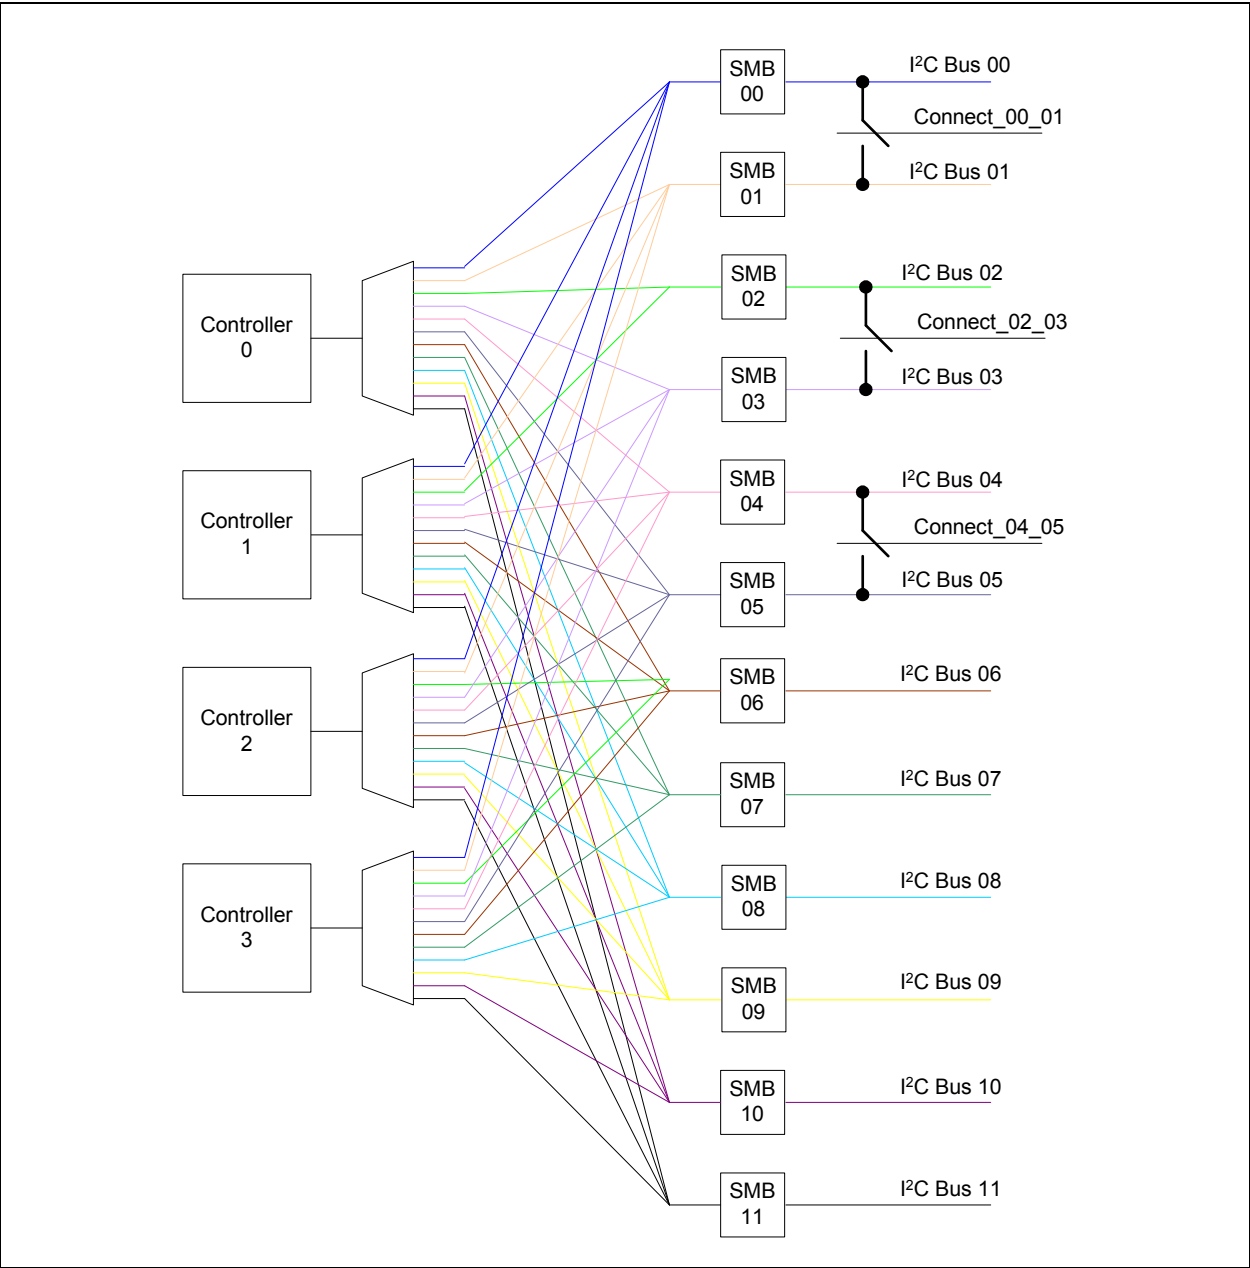 SMB
00
I²C Bus 00
Connect_00_01
SMB
01
I²C Bus 01
SMB
02
I²C Bus 02
Connect_02_03
SMB
03
I²C Bus 03
SMB
04
I²C Bus 04
Connect_04_05
SMB
05
I²C Bus 05
SMB
06
I²C Bus 06
SMB
07
I²C Bus 07
SMB
08
I²C Bus 08
SMB
09
I²C Bus 09
SMB
10
I²C Bus 10
SMB
11
I²C Bus 11
Controller
0
Controller
1
Controller
2
Controller
3